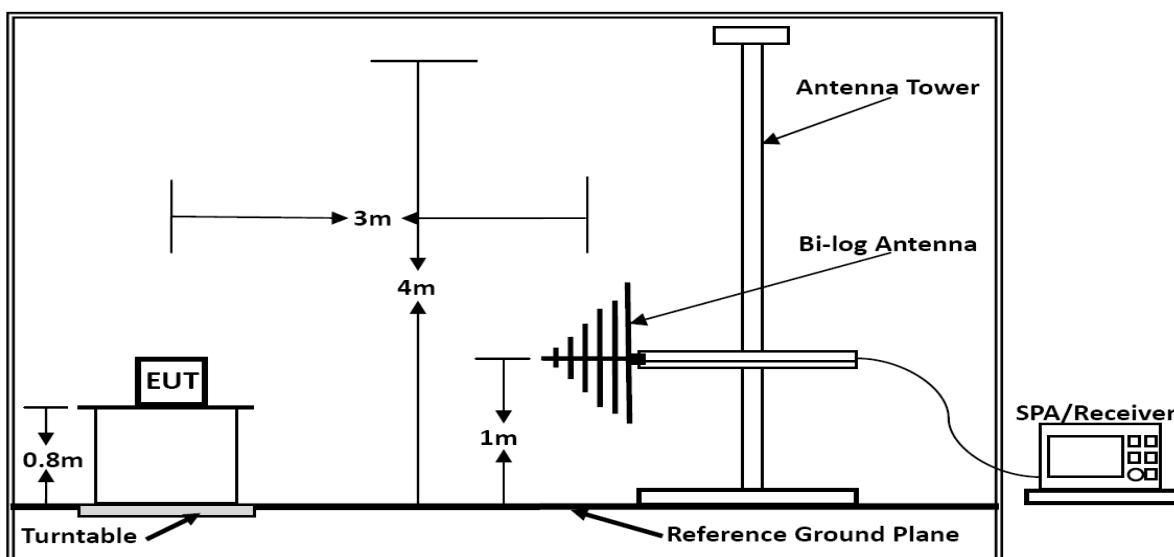 Antenna Tower
3m
Bi-log Antenna
4m
EUT
SPA/Receiver
1m
0.8m
Turntable
Reference Ground Plane